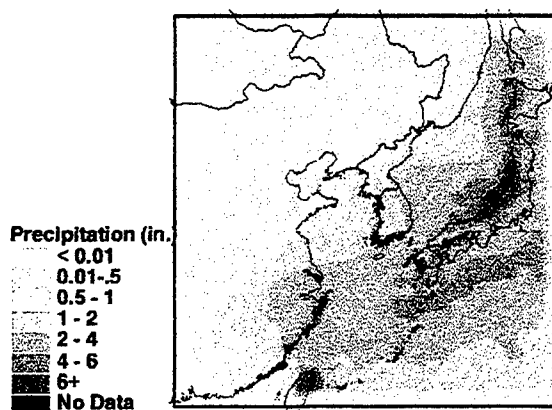 Precipitation (in.)
< 0.01
0.01-.5
0.5 - 1
1 - 2
2 - 4
4 - 6
6+
No Data